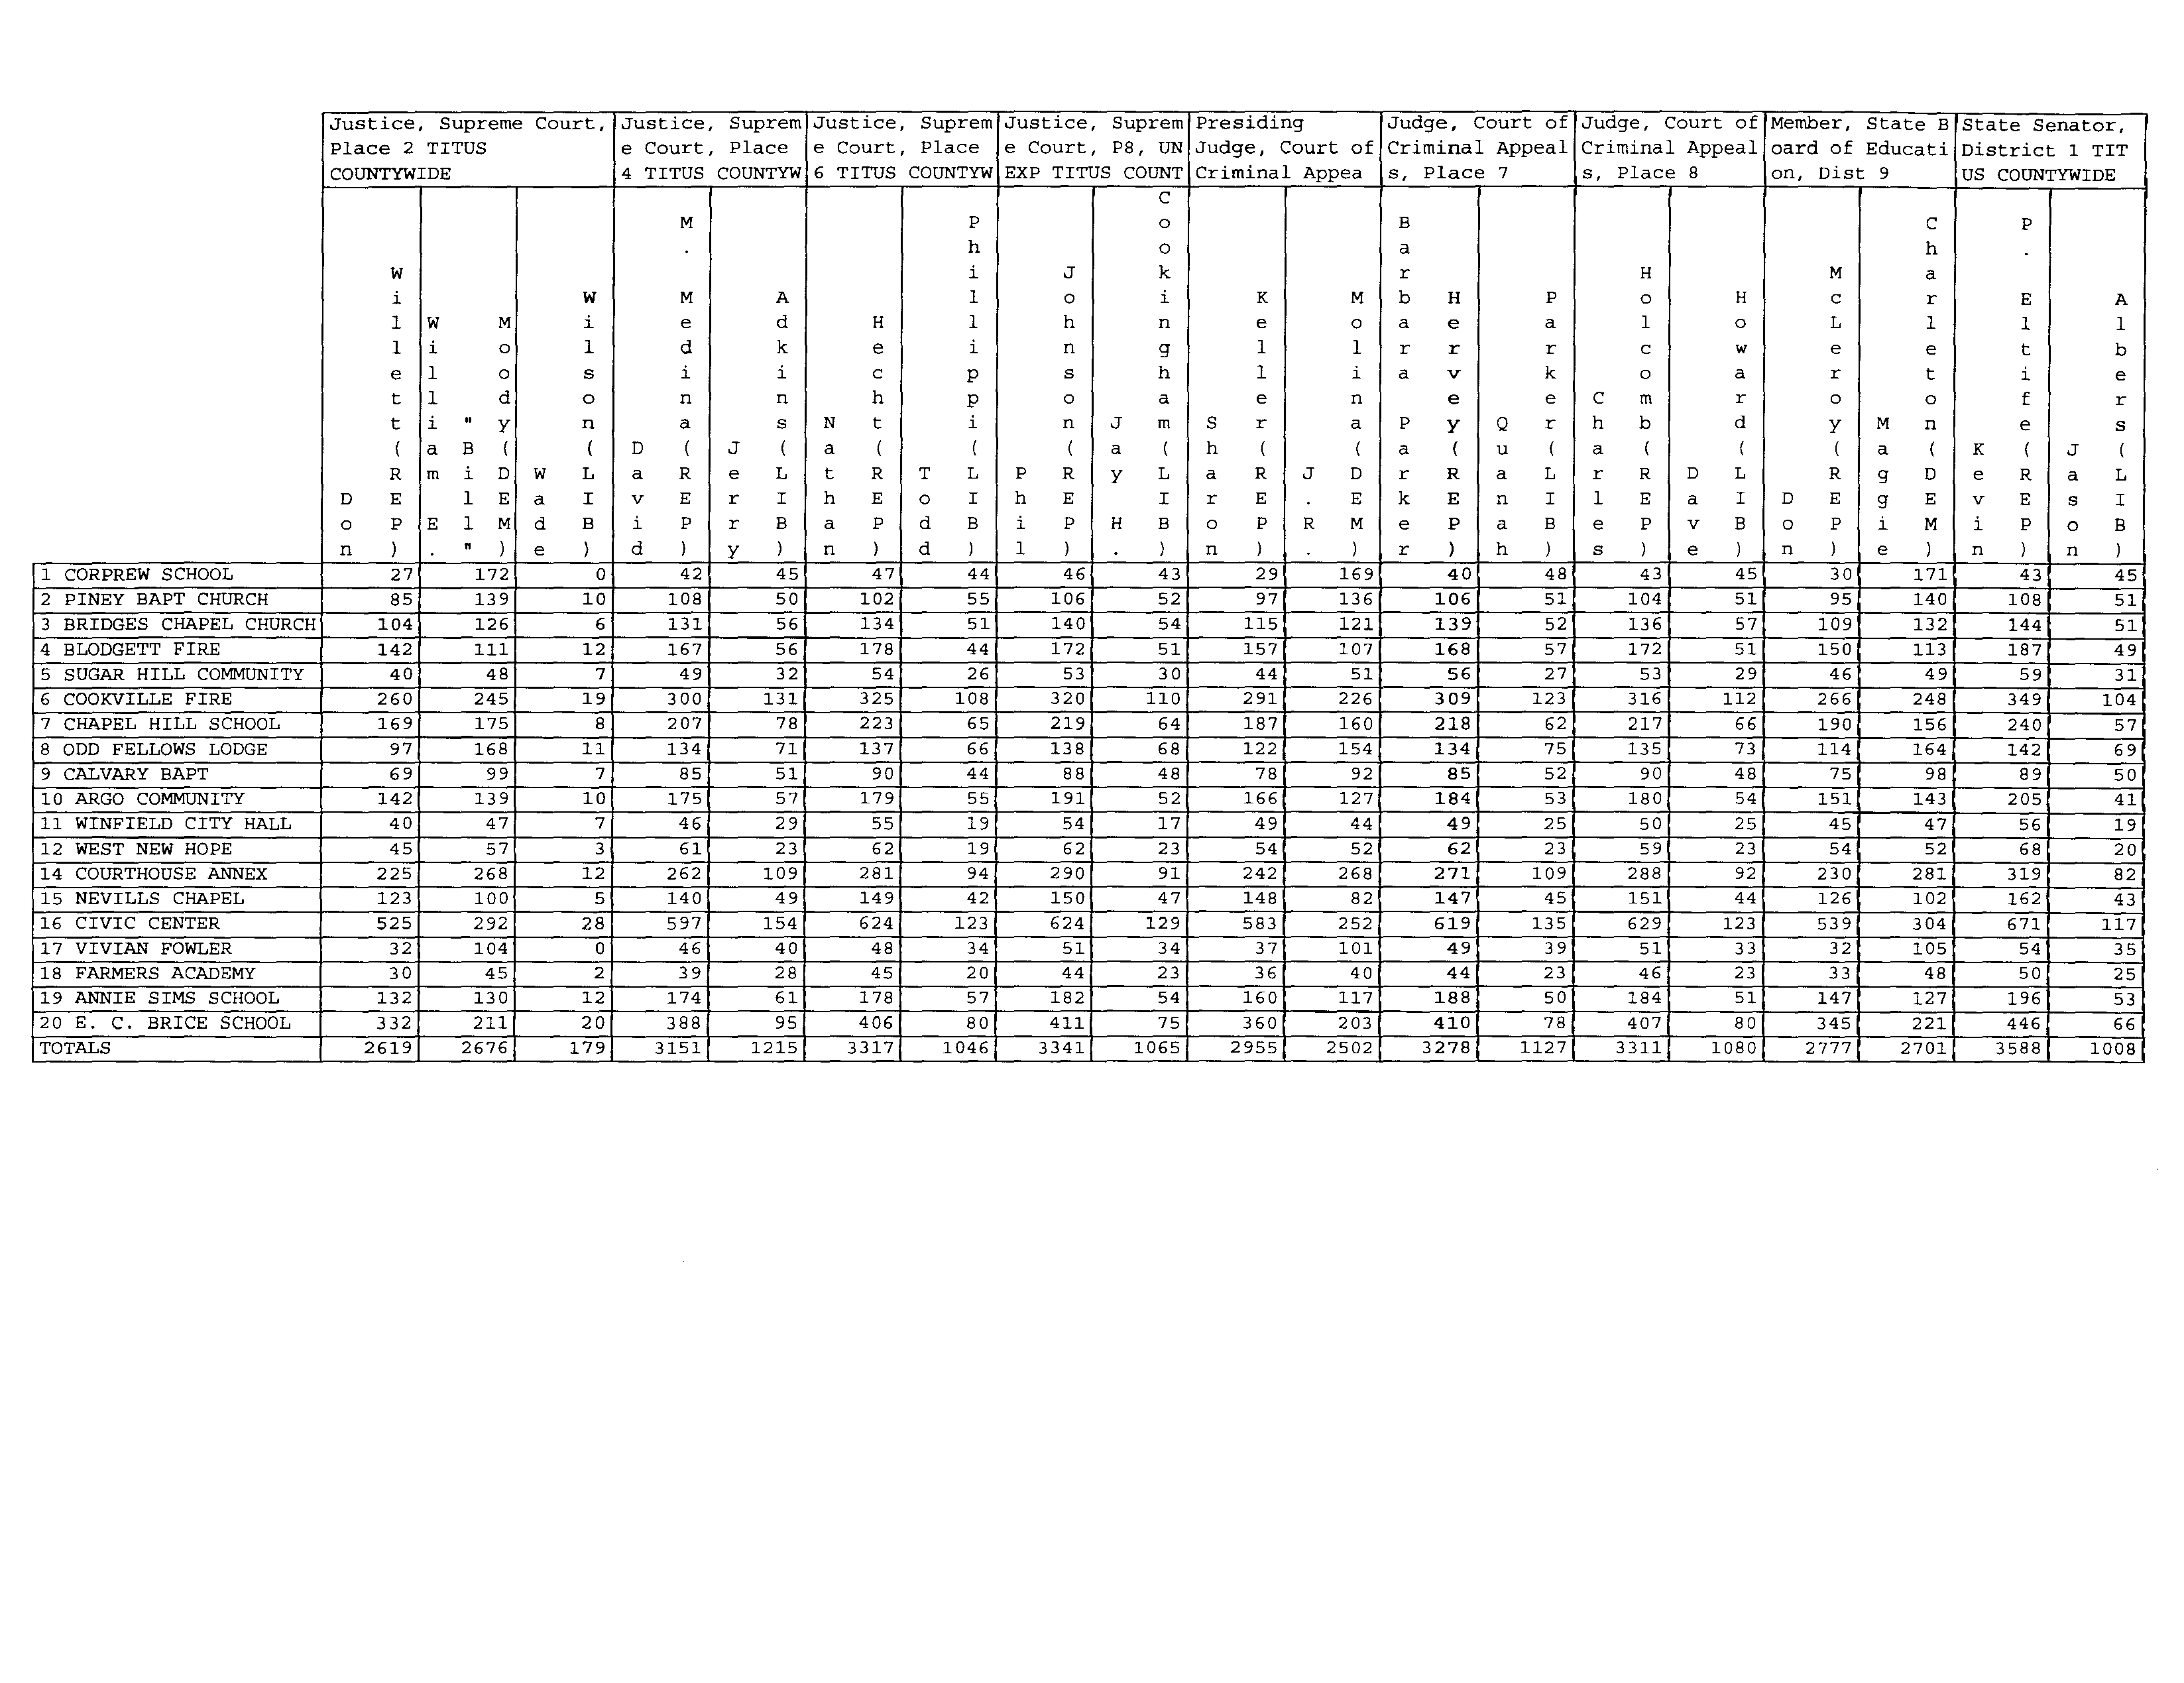 Justice, Supreme Court, Justice, Suprem Justice, Suprem Justice, Suprem Presiding Judge, Court of Judge, Court of Member, State B State Senator,
Place 2 TITUS e Court, Place e Court, Place e Court, P8, UN Judge, Court of Criminal Appeal Criminal Appeal oard of Educati District 1 TIT
COUNTYWIDE 4 TITUS COUNTYW 6 TITUS COUNTYW EXP TITUS COUNT Criminal Appea s, Place 7 s, Place 8 on, Dist 9 US COUNTYWIDE
Don Willett(REP)
William E. "Bill" Moody(DEM)
Wade Wilson(LIB)
David M. Medina(REP)
Jerry Adkins(LIB)
Nathan Hecht(REP)
Todd Phillippi(LIB)
Phil Johnson(REP)
Jay H. Cookingham(LIB)
Sharon Keller(REP)
J.R. Molina(DEM)
Barbara Parker Hervey(REP)
Quanah Parker(LIB)
Charles Holcomb(REP)
Dave Howard(LIB)
Don McLeroy(REP)
Maggie Charleton(DEM)
Kevin P. Eltife(REP)
Jason Albers(LIB)
1 CORPREW SCHOOL 27 172 0 42 45 47 44 46 43 29 169 40 48 43 45 30 171 43 45
2 PINEY BAPT CHURCH 85 139 10 108 50 102 55 106 52 97 136 106 51 104 51 95 140 108 51
3 BRIDGES CHAPEL CHURCH 104 126 6 131 56 134 51 140 54 115 121 139 52 136 57 109 132 144 51
4 BLODGETT FIRE 142 111 12 167 56 178 44 172 51 157 107 168 57 172 51 150 113 187 49
5 SUGAR HILL COMMUNITY 40 48 7 49 32 54 26 53 30 44 51 56 27 53 29 46 49 59 31
6 COOKVILLE FIRE 260 245 19 300 131 325 108 320 110 291 226 309 123 316 112 266 248 349 104
7 CHAPEL HILL SCHOOL 169 175 8 207 78 223 65 219 64 187 160 218 62 217 66 190 156 240 57
8 ODD FELLOWS LODGE 97 168 11 134 71 137 66 138 68 122 154 134 75 135 73 114 164 142 69
9 CALVARY BAPT 69 99 7 85 51 90 44 88 48 78 92 85 52 90 48 75 98 89 50
10 ARGO COMMUNITY 142 139 10 175 57 179 55 191 52 166 127 184 53 180 54 151 143 205 41
11 WINFIELD CITY HALL 40 47 7 46 29 55 19 54 17 49 44 49 25 50 25 45 47 56 19
12 WEST NEW HOPE 45 57 3 61 23 62 19 62 23 54 52 62 23 59 23 54 52 68 20
14 COURTHOUSE ANNEX 225 268 12 262 109 281 94 290 91 242 268 271 109 288 92 230 281 319 82
15 NEVILLS CHAPEL 123 100 5 140 49 149 42 150 47 148 82 147 45 151 44 126 102 162 43
16 CIVIC CENTER 525 292 28 597 154 624 123 624 129 583 252 619 135 629 123 539 304 671 117
17 VIVIAN FOWLER 32 104 0 46 40 48 34 51 34 37 101 49 39 51 33 32 105 54 35
18 FARMERS ACADEMY 30 45 2 39 28 45 20 44 23 36 40 44 23 46 23 33 48 50 25
19 ANNIE SIMS SCHOOL 132 130 12 174 61 178 57 182 54 160 117 188 50 184 51 147 127 196 53
20 E. C. BRICE SCHOOL 332 211 20 388 95 406 80 411 75 360 203 410 78 407 80 345 221 446 66
TOTALS 2619 2676 179 3151 1215 3317 1046 3341 1065 2955 2502 3278 1127 3311 1080 2777 2701 3588 1008